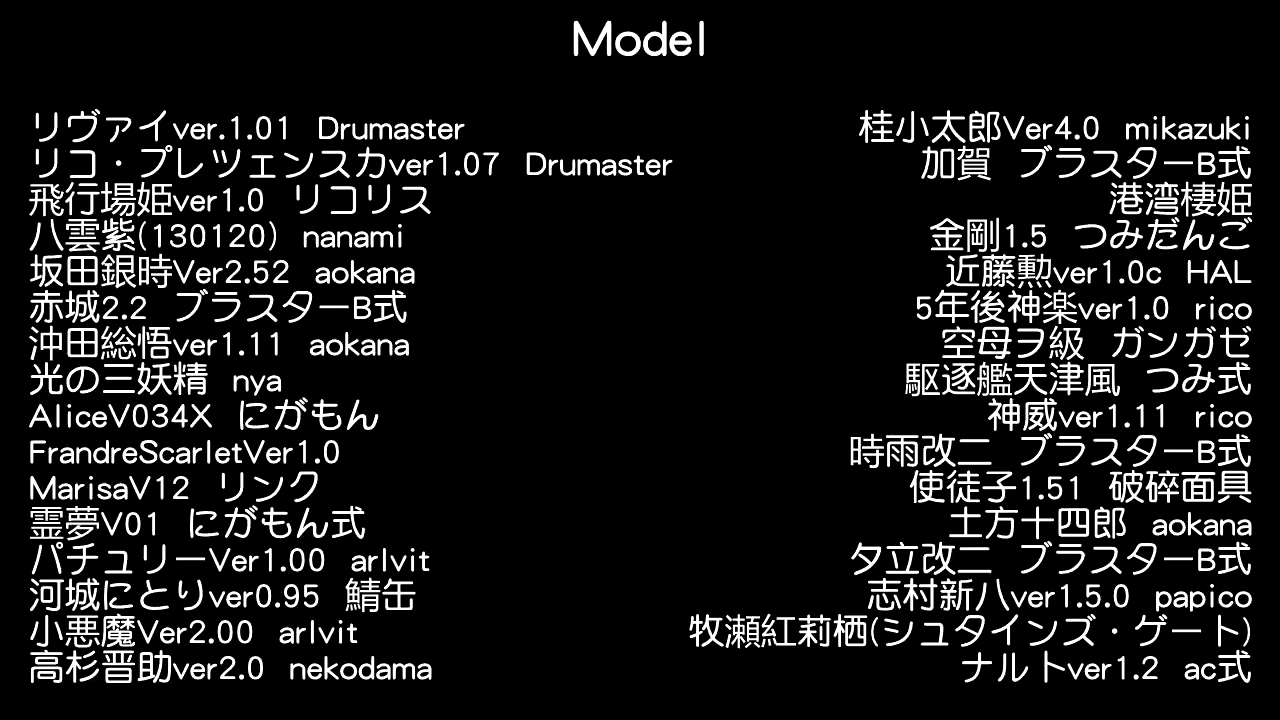 Model
リヴァイver.1.01 Drumaster
リコ・プレツェンスカver1.07 Drumaster
飛行場姫ver1.0 リコリス
八雲紫(130120) nanami
坂田銀時Ver2.52 aokana
赤城2.2 ブラスターB式
沖田総悟ver1.11 aokana
光の三妖精 nya
AliceV034X にがもん
FrandreScarletVer1.0
MarisaV12 リンク
霊夢V01 にがもん式
パチュリーVer1.00 arlvit
河城にとりver0.95 鯖缶
小悪魔Ver2.00 arlvit
高杉晋助ver2.0 nekodama
桂小太郎Ver4.0 mikazuki
加賀 ブラスターB式
港湾棲姫
金剛1.5 つみだんご
近藤勲ver1.0c HAL
5年後神楽ver1.0 rico
空母ヲ級 ガンガゼ
駆逐艦天津風 つみ式
神威ver1.11 rico
時雨改二 ブラスターB式
使徒子1.51 破砕面具
土方十四郎 aokana
夕立改二 ブラスターB式
志村新八ver1.5.0 papico
牧瀬紅莉栖(シュタインズ・ゲート)
ナルトver1.2 ac式